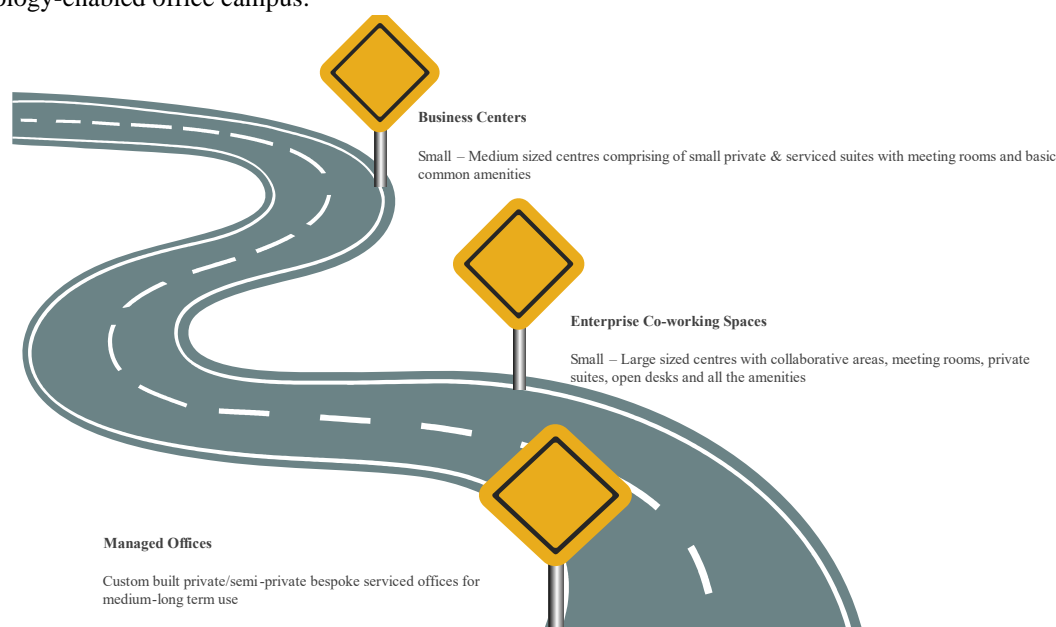 office campus.
Business Centers
Small – Medium sized centres comprising of small private & serviced suites with meeting rooms and basic
common amenities
Enterprise Co-working Spaces
Small – Large sized centres with collaborative areas, meeting rooms, private
suites, open desks and all the amenities
Managed Offices
Custom built private/semi-private bespoke serviced offices for
medium-long term use